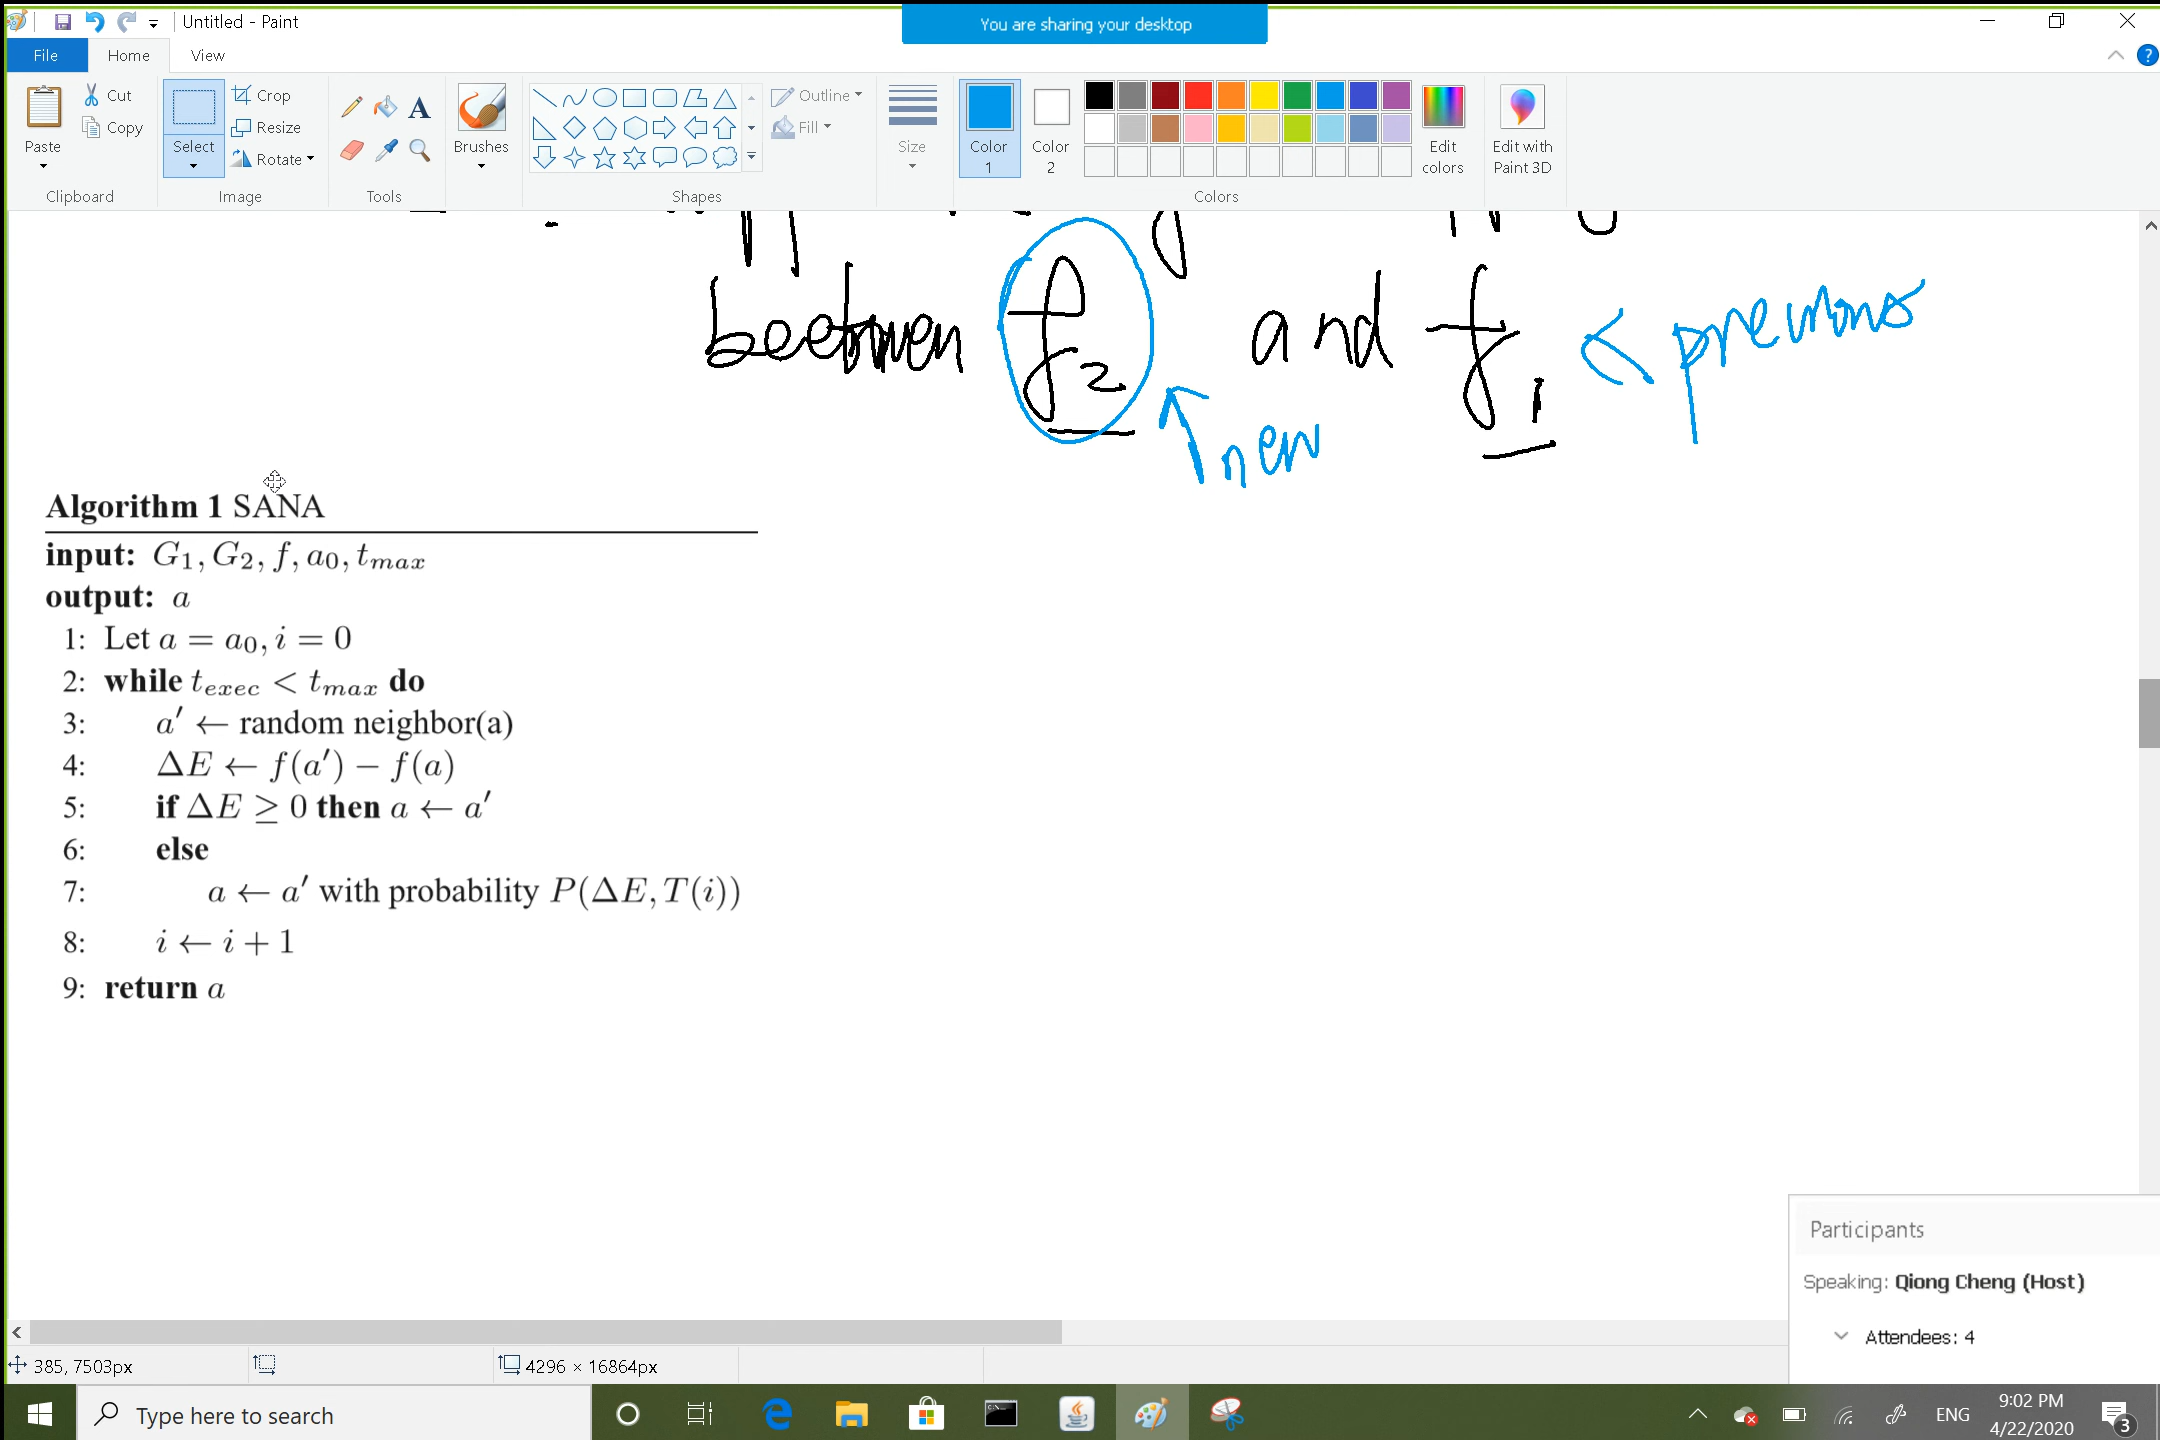 Untitled - Paint
You are sharing your desktop
File Home View
Paste
Cut
Copy
Clipboard
Select
Crop
Resize
Rotate
Image
Tools
Brushes
Outline
Fill
Shapes
Size
Color 1
Color 2
Edit colors
Colors
Edit with Paint 3D
beetwen f2 and f1 < previous
new
Algorithm 1 SANA
input: G₁, G₂, f, a₀, tₘₐₓ
output: a
1: Let a = a₀, i = 0
2: while t_exec < t_max do
3: a′ ← random neighbor(a)
4: ΔE ← f(a′) − f(a)
5: if ΔE ≥ 0 then a ← a′
6: else
7: a ← a′ with probability P(ΔE, T(i))
8: i ← i + 1
9: return a
Participants
Speaking: Qiong Cheng (Host)
Attendees: 4
385, 7503px
4296 × 16864px
Type here to search
ENG
9:02 PM
4/22/2020
3